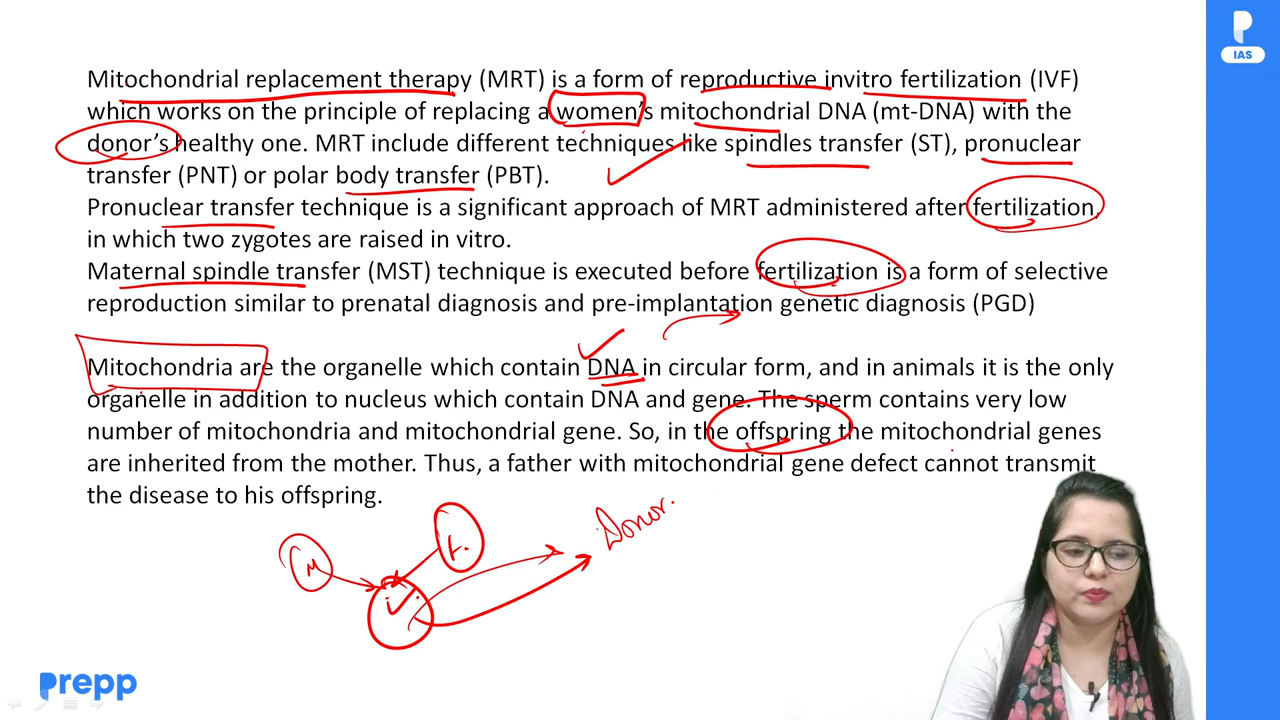 Mitochondrial replacement therapy (MRT) is a form of reproductive invitro fertilization (IVF)
which works on the principle of replacing a women's mitochondrial DNA (mt-DNA) with the
donor's healthy one. MRT include different techniques like spindles transfer (ST), pronuclear
transfer (PNT) or polar body transfer (PBT).
Pronuclear transfer technique is a significant approach of MRT administered after fertilization,
in which two zygotes are raised in vitro.
Maternal spindle transfer (MST) technique is executed before fertilization is a form of selective
reproduction similar to prenatal diagnosis and pre-implantation genetic diagnosis (PGD)
Mitochondria are the organelle which contain DNA in circular form, and in animals it is the only
organelle in addition to nucleus which contain DNA and gene. The sperm contains very low
number of mitochondria and mitochondrial gene. So, in the offspring the mitochondrial genes
are inherited from the mother. Thus, a father with mitochondrial gene defect cannot transmit
the disease to his offspring.
Donor.
M
prepp
IAS